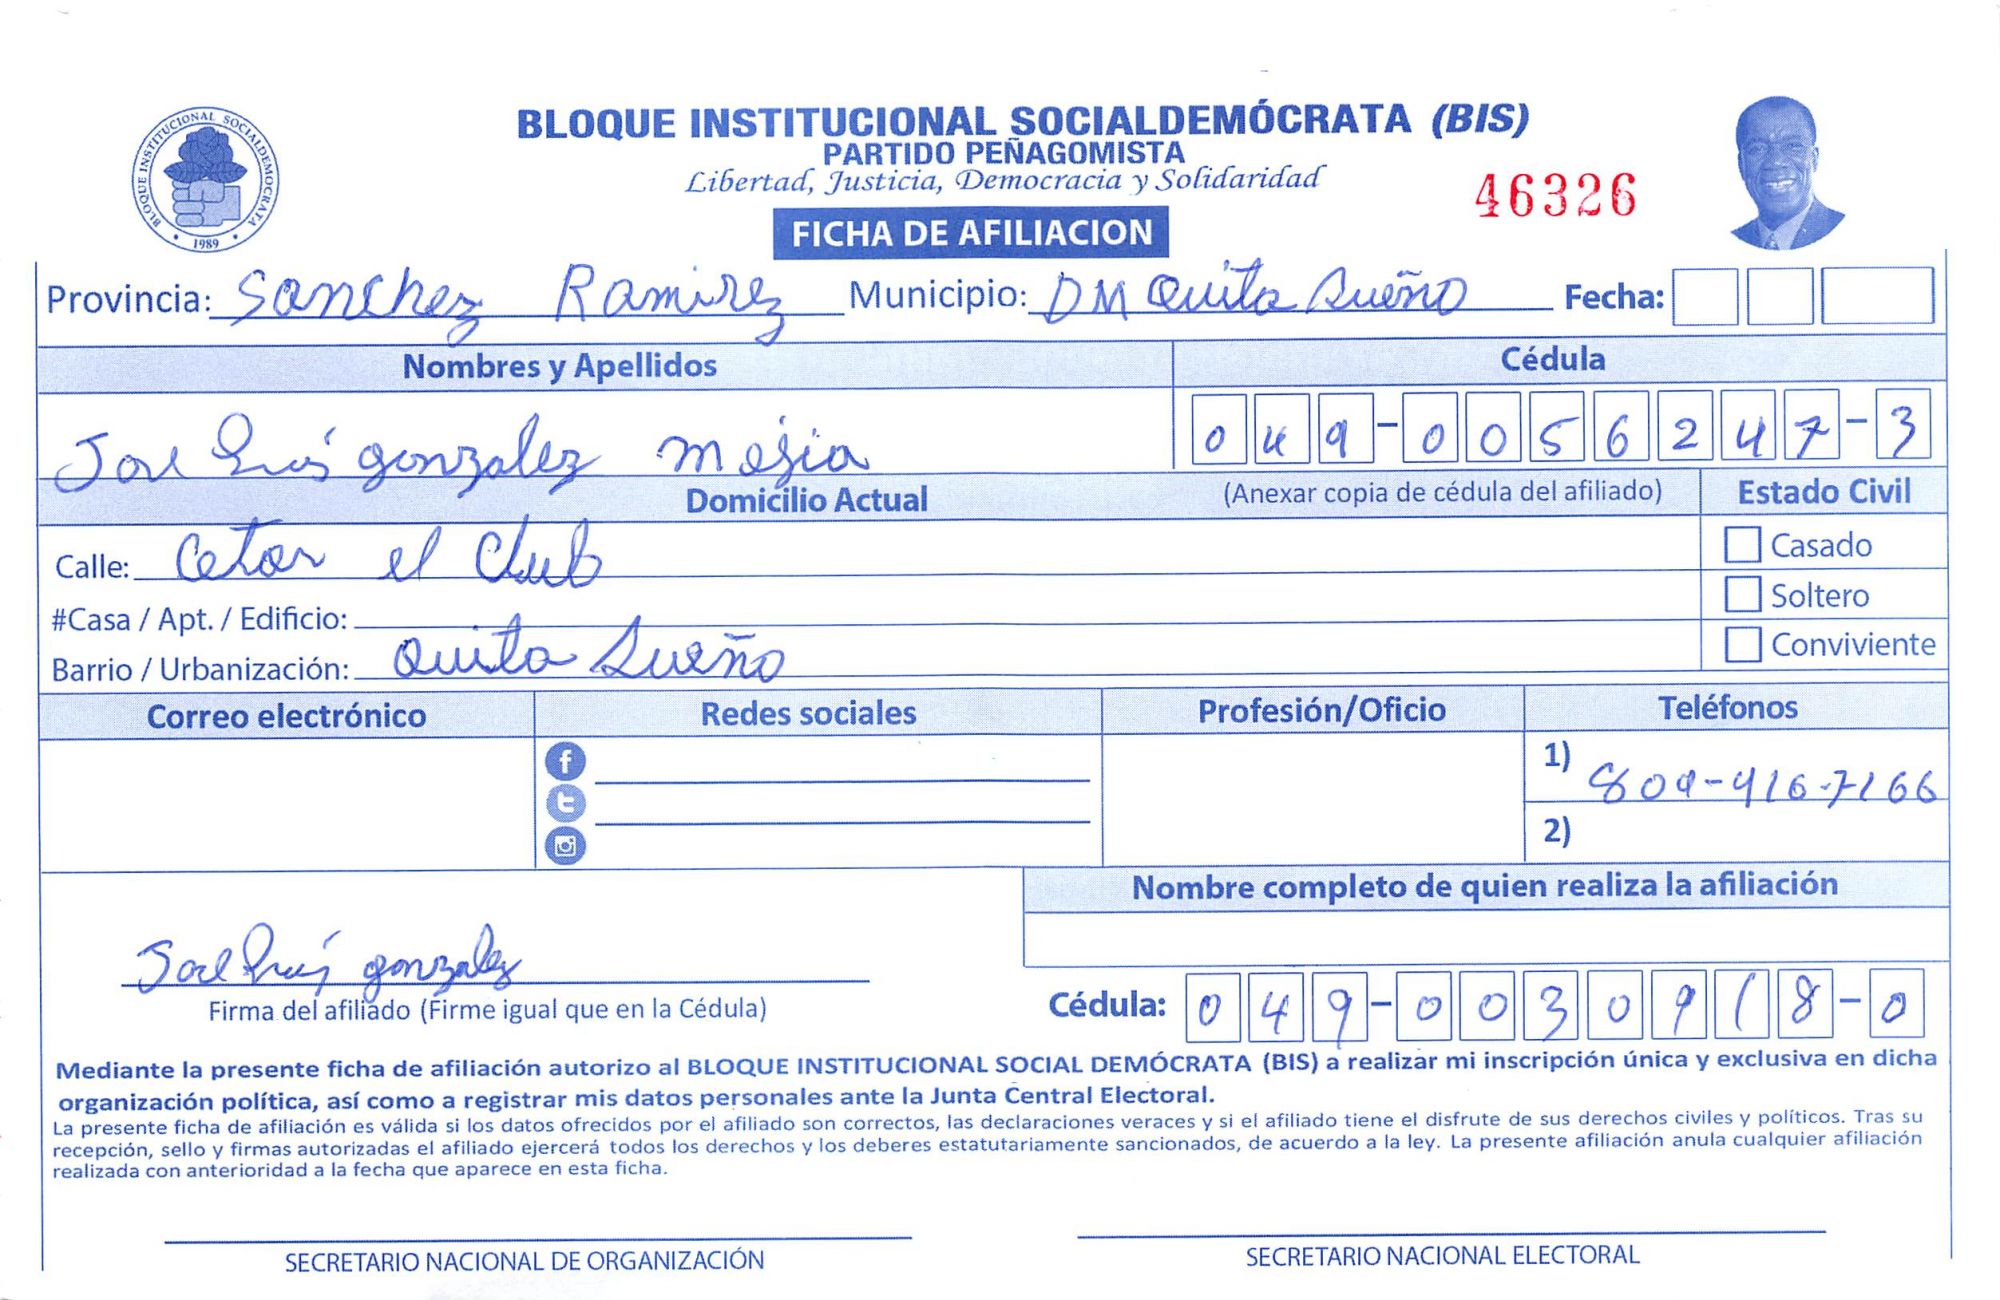 BLOQUE INSTITUCIONAL SOCIALDEMOCRATA
1989
BLOQUE INSTITUCIONAL SOCIALDEMÓCRATA (BIS)
PARTIDO PEÑAGOMISTA
Libertad, Justicia, Democracia y Solidaridad
46326
FICHA DE AFILIACION
Provincia: Sanchez Ramirez Municipio: DM Quita Sueño Fecha:
Nombres y Apellidos Cédula
Jose Luis gonzalez mejia 049-0056247-3
Domicilio Actual (Anexar copia de cédula del afiliado) Estado Civil
Calle: el Club Casado
#Casa / Apt. / Edificio: Soltero
Barrio / Urbanización: Quita Sueño Conviviente
Correo electrónico Redes sociales Profesión/Oficio Teléfonos
1) 809-416-7166
2)
Nombre completo de quien realiza la afiliación
Jose Luis gonzalez
Firma del afiliado (Firme igual que en la Cédula) Cédula: 049-0030918-0
Mediante la presente ficha de afiliación autorizo al BLOQUE INSTITUCIONAL SOCIAL DEMÓCRATA (BIS) a realizar mi inscripción única y exclusiva en dicha
organización política, así como a registrar mis datos personales ante la Junta Central Electoral.
La presente ficha de afiliación es válida si los datos ofrecidos por el afiliado son correctos, las declaraciones veraces y si el afiliado tiene el disfrute de sus derechos civiles y políticos. Tras su
recepción, sello y firmas autorizadas el afiliado ejercerá todos los derechos y los deberes estatutariamente sancionados, de acuerdo a la ley. La presente afiliación anula cualquier afiliación
realizada con anterioridad a la fecha que aparece en esta ficha.
SECRETARIO NACIONAL DE ORGANIZACIÓN SECRETARIO NACIONAL ELECTORAL